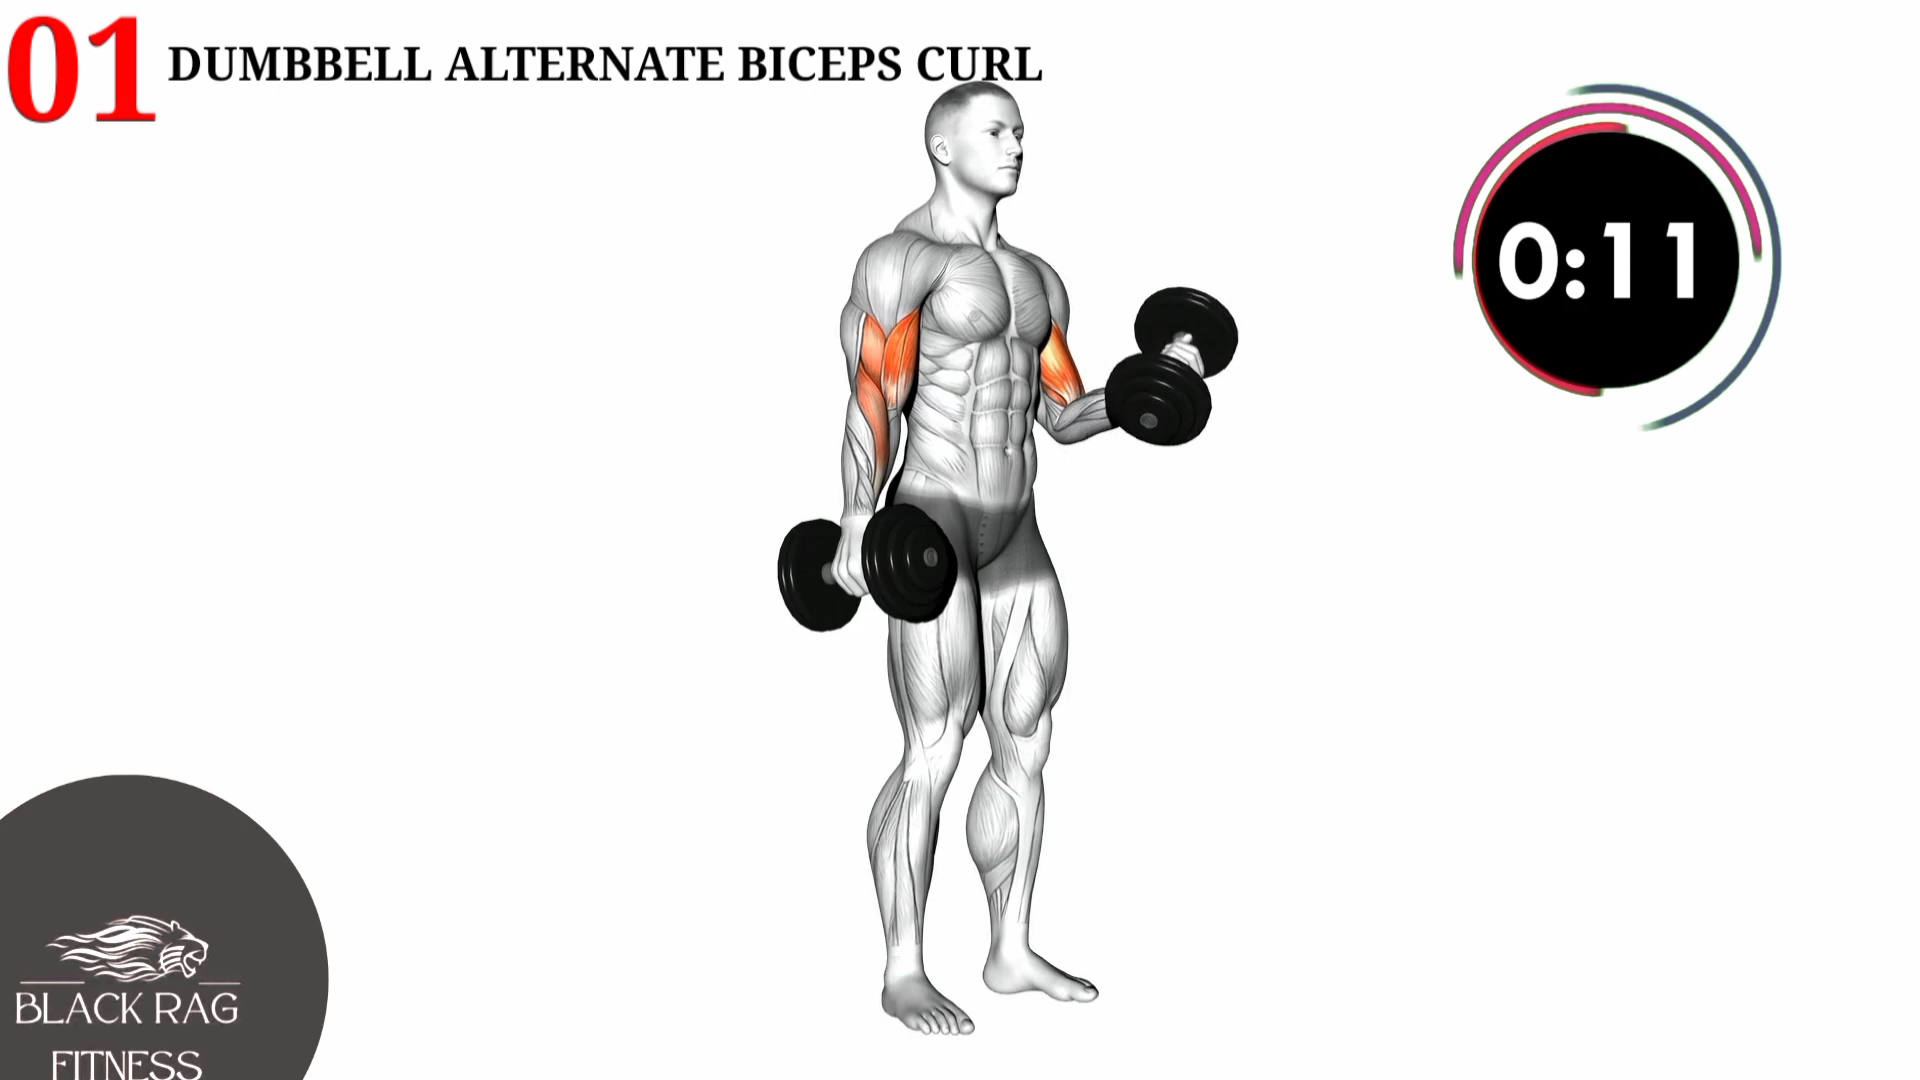 01
DUMBBELL ALTERNATE BICEPS CURL
0:11
BLACK RAG
FITNESS